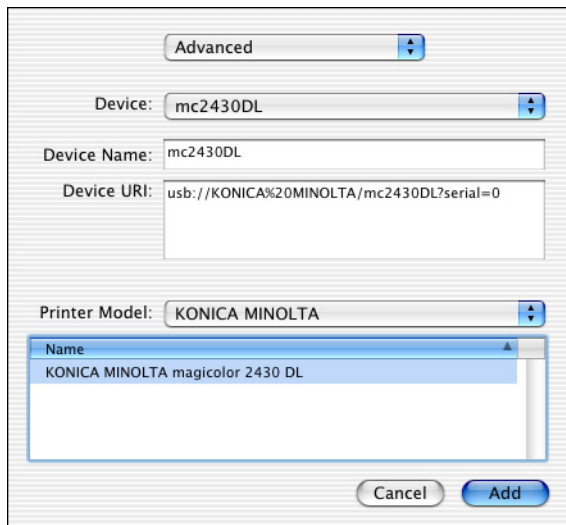 Advanced
Device: mc2430DL
Device Name: mc2430DL
Device URI: usb://KONICA%20MINOLTA/mc2430DL?serial=0
Printer Model: KONICA MINOLTA
Name
KONICA MINOLTA magicolor 2430 DL
Cancel Add